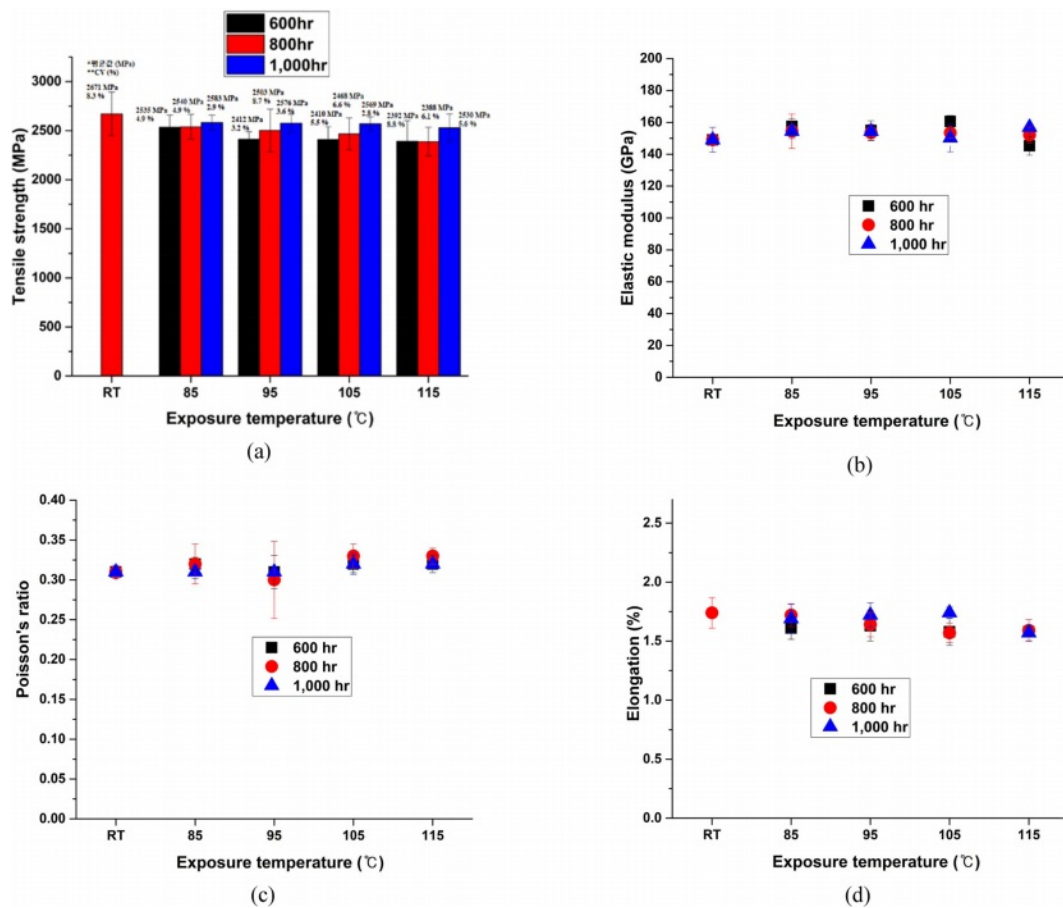 600hr
800hr
1,000hr
*평균값 (MPa)
**CV (%)
2671 MPa
8.3 %
2535 MPa
4.9 %
2540 MPa
4.9 %
2583 MPa
2.9 %
2412 MPa
3.2 %
2503 MPa
8.7 %
2576 MPa
3.6 %
2410 MPa
5.5 %
2468 MPa
6.6 %
2569 MPa
2.8 %
2392 MPa
8.8 %
2388 MPa
6.1 %
2530 MPa
5.6 %
3000
2500
2000
1500
1000
500
0
Tensile strength (MPa)
RT 85 95 105 115
Exposure temperature (℃)
(a)
200
180
160
140
120
100
80
60
40
20
0
Elastic modulus (GPa)
600 hr
800 hr
1,000 hr
RT 85 95 105 115
Exposure temperature (℃)
(b)
0.40
0.35
0.30
0.25
0.20
0.15
0.10
0.05
0.00
Poisson's ratio
600 hr
800 hr
1,000 hr
RT 85 95 105 115
Exposure temperature (℃)
(c)
2.5
2.0
1.5
1.0
0.5
0.0
Elongation (%)
600 hr
800 hr
1,000 hr
RT 85 95 105 115
Exposure temperature (℃)
(d)